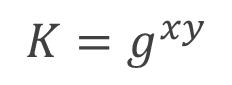 K = g^{xy}